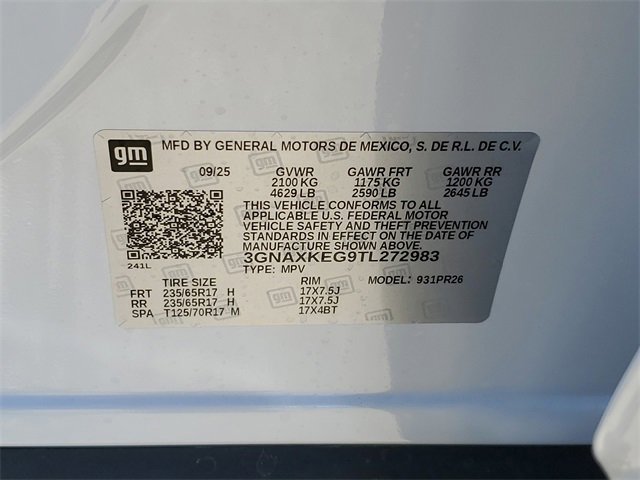 gm MFD BY GENERAL MOTORS DE MEXICO, S. DE R.L. DE C.V.
09/25 GVWR GAWR FRT GAWR RR
2100 KG 1175 KG 1200 KG
4629 LB 2590 LB 2645 LB
THIS VEHICLE CONFORMS TO ALL
APPLICABLE U.S. FEDERAL MOTOR
VEHICLE SAFETY AND THEFT PREVENTION
STANDARDS IN EFFECT ON THE DATE OF
MANUFACTURE SHOWN ABOVE.
3GNAXKEG9TL272983
241L TYPE: MPV
TIRE SIZE RIM MODEL: 931PR26
FRT 235/65R17 H 17X7.5J
RR 235/65R17 H 17X7.5J
SPA T125/70R17 M 17X4BT